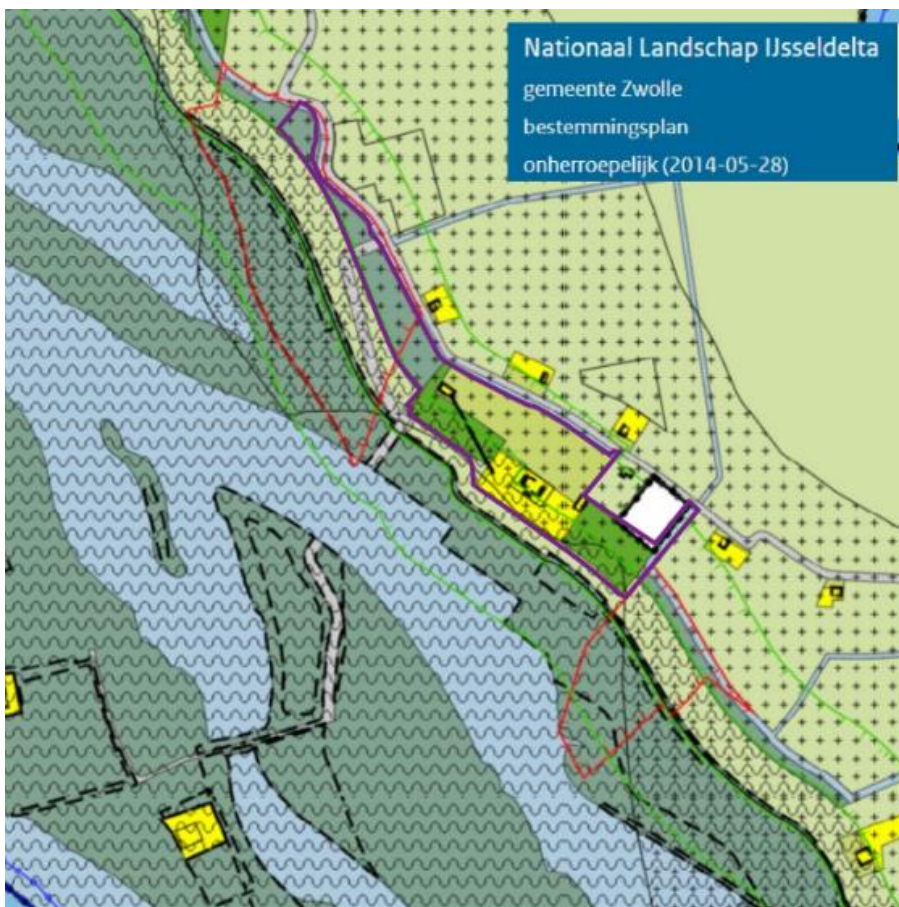 Nationaal Landschap IJsseldelta
gemeente Zwolle
bestemmingsplan
onherroepelijk (2014-05-28)